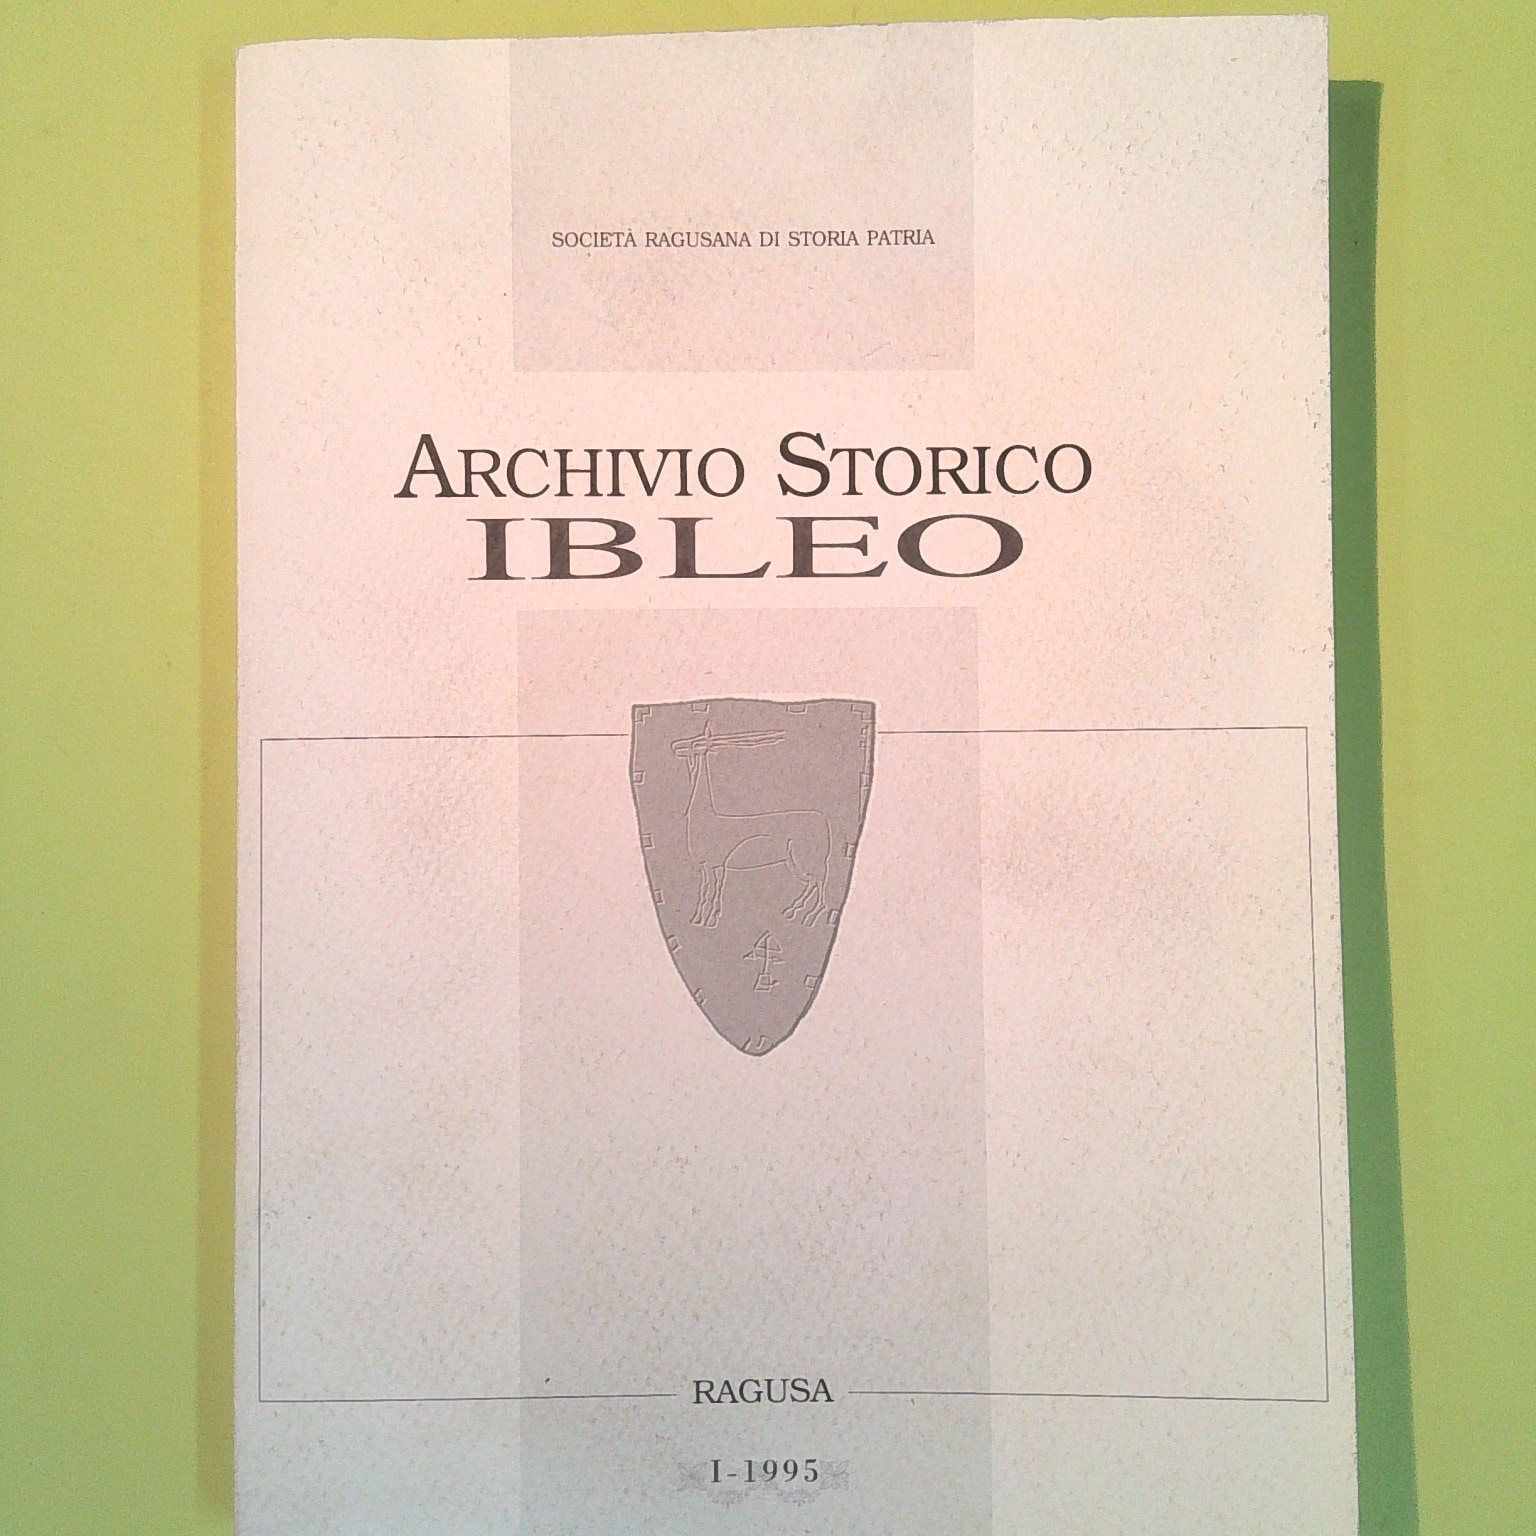 SOCIETÀ RAGUSANA DI STORIA PATRIA
ARCHIVIO STORICO
IBLEO
RAGUSA
I-1995